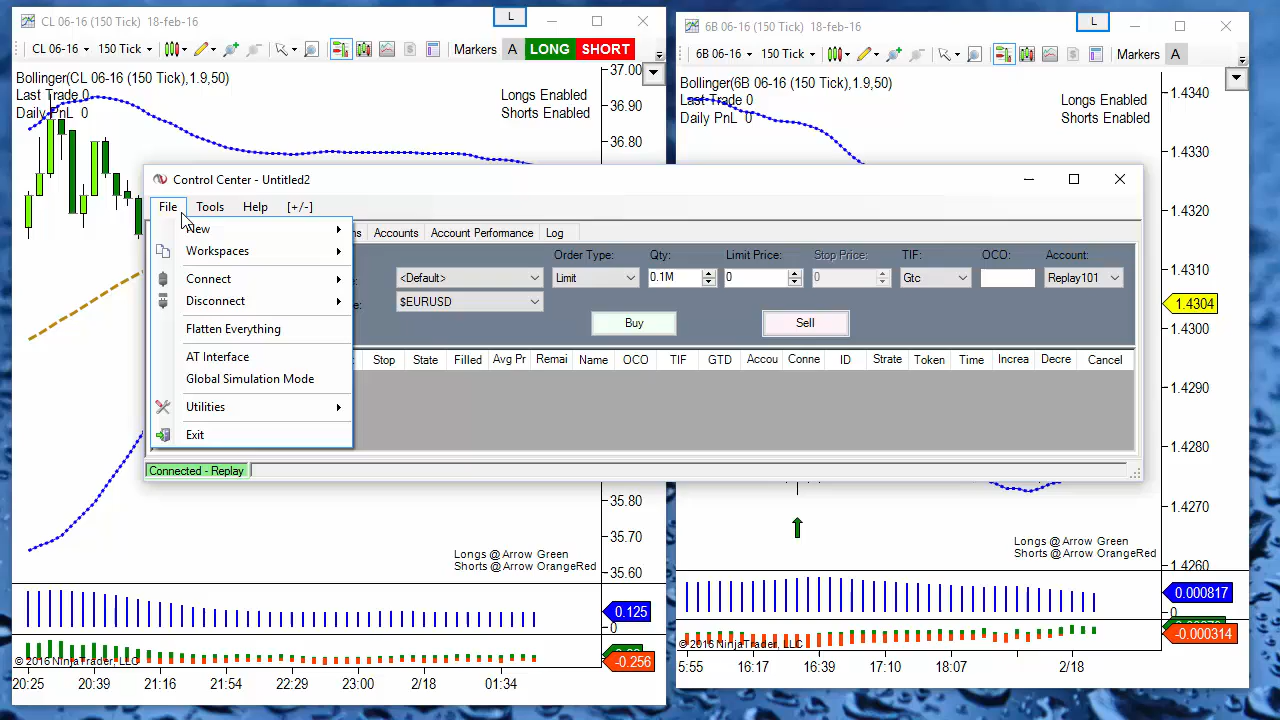 CL 06-16 (150 Tick)  18-feb-16
L
CL 06-16
150 Tick
Markers
A
LONG
SHORT
Bollinger(CL 06-16 (150 Tick),1.9,50)
Last Trade 0
Daily PnL  0
Longs Enabled
Shorts Enabled
37.00
36.90
36.80
35.80
35.70
35.60
Longs @Arrow Green
Shorts @Arrow OrangeRed
0.125
0
-0.256
© 2016 NinjaTrader, LLC
20:25
20:39
21:16
21:54
22:29
23:00
2/18
01:34
6B 06-16 (150 Tick)  18-feb-16
L
6B 06-16
150 Tick
Markers
A
Bollinger(6B 06-16 (150 Tick),1.9,50)
Last Trade 0
Daily PnL  0
Longs Enabled
Shorts Enabled
1.4340
1.4330
1.4320
1.4310
1.4304
1.4300
1.4290
1.4280
1.4270
1.4260
Longs @Arrow Green
Shorts @Arrow OrangeRed
0.000817
0
-0.000314
© 2016 NinjaTrader, LLC
5:55
16:17
16:39
17:10
18:07
2/18
Control Center - Untitled2
File
Tools
Help
[+/-]
New
Workspaces
Connect
Disconnect
Flatten Everything
AT Interface
Global Simulation Mode
Utilities
Exit
Accounts
Account Performance
Log
Order Type:
Qty:
Limit Price:
Stop Price:
TIF:
OCO:
Account:
<Default>
Limit
0.1M
0
0
Gtc
Replay101
$EURUSD
Buy
Sell
Stop
State
Filled
Avg Pr
Remai
Name
OCO
TIF
GTD
Accou
Conne
ID
Strate
Token
Time
Increa
Decre
Cancel
Connected - Replay